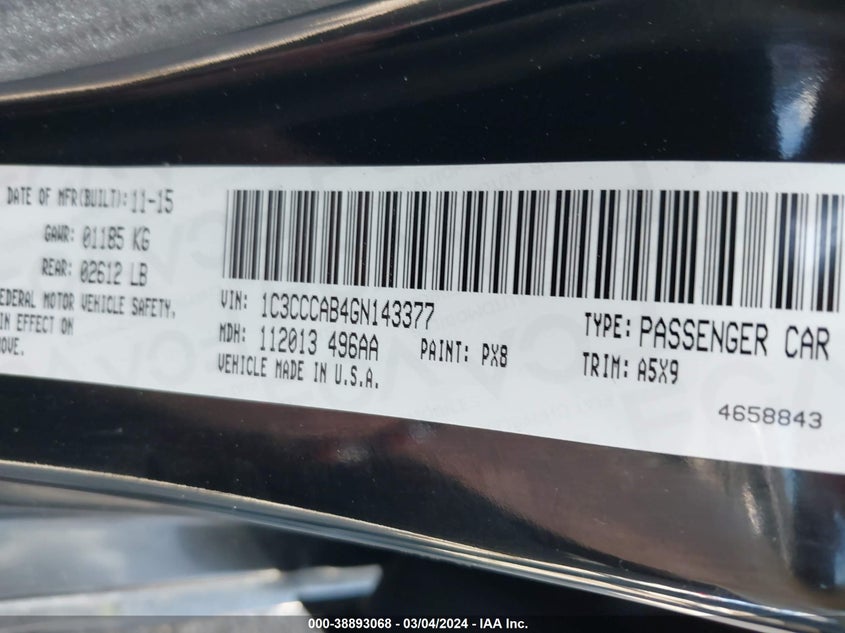 DATE OF MFR(BUILT): 11-15
GAWR: 01185 KG
REAR: 02612 LB
FEDERAL MOTOR VEHICLE SAFETY,
IN EFFECT ON
VIN: 1C3CCCAB4GN143377
MDH: 112013 496AA
PAINT: PX8
VEHICLE MADE IN U.S.A.
TYPE: PASSENGER CAR
TRIM: A5X9
4658843
000-38893068 - 03/04/2024 - IAA Inc.